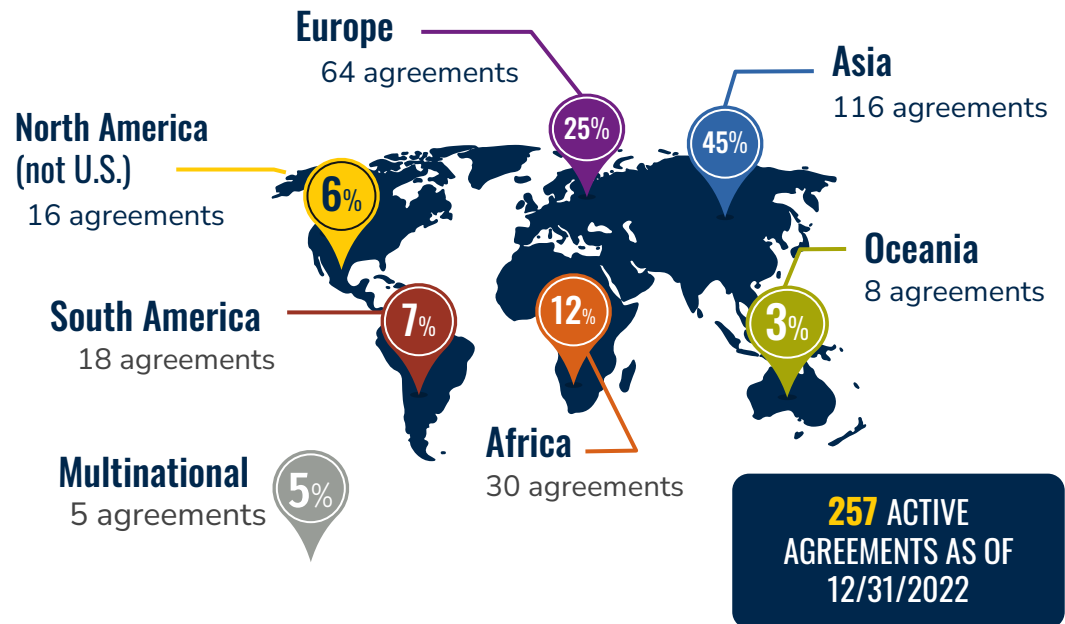 Europe
64 agreements
25%
Asia
116 agreements
45%
North America
(not U.S.)
16 agreements
6%
Oceania
8 agreements
3%
South America
18 agreements
7%
12%
Africa
30 agreements
Multinational
5 agreements
5%
257 ACTIVE
AGREEMENTS AS OF
12/31/2022